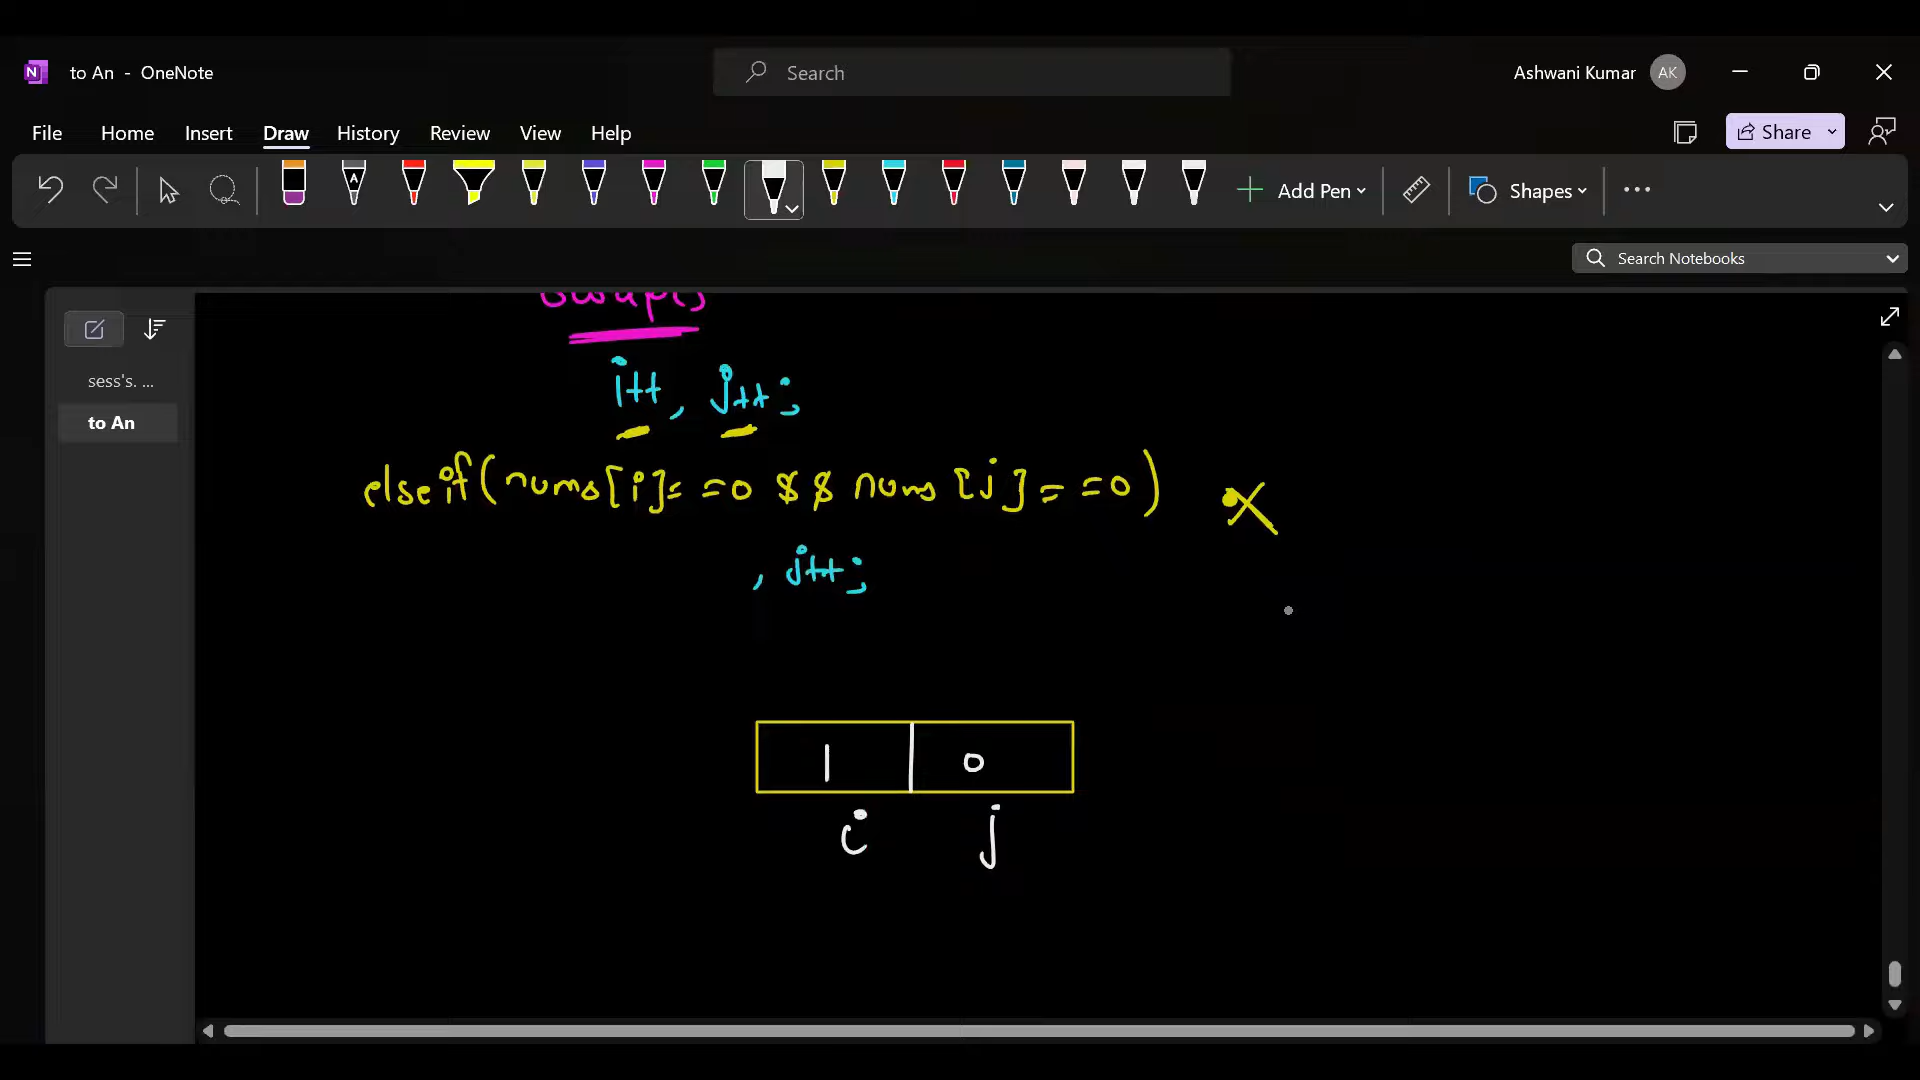 to An - OneNote
Search
Ashwani Kumar AK
File Home Insert Draw History Review View Help
Share
Add Pen
Shapes
Search Notebooks
sess's. ...
to An
i++, j++;
else if(nums[i]= =0 && nums[j]= =0) X
, j++;
1 0
i j